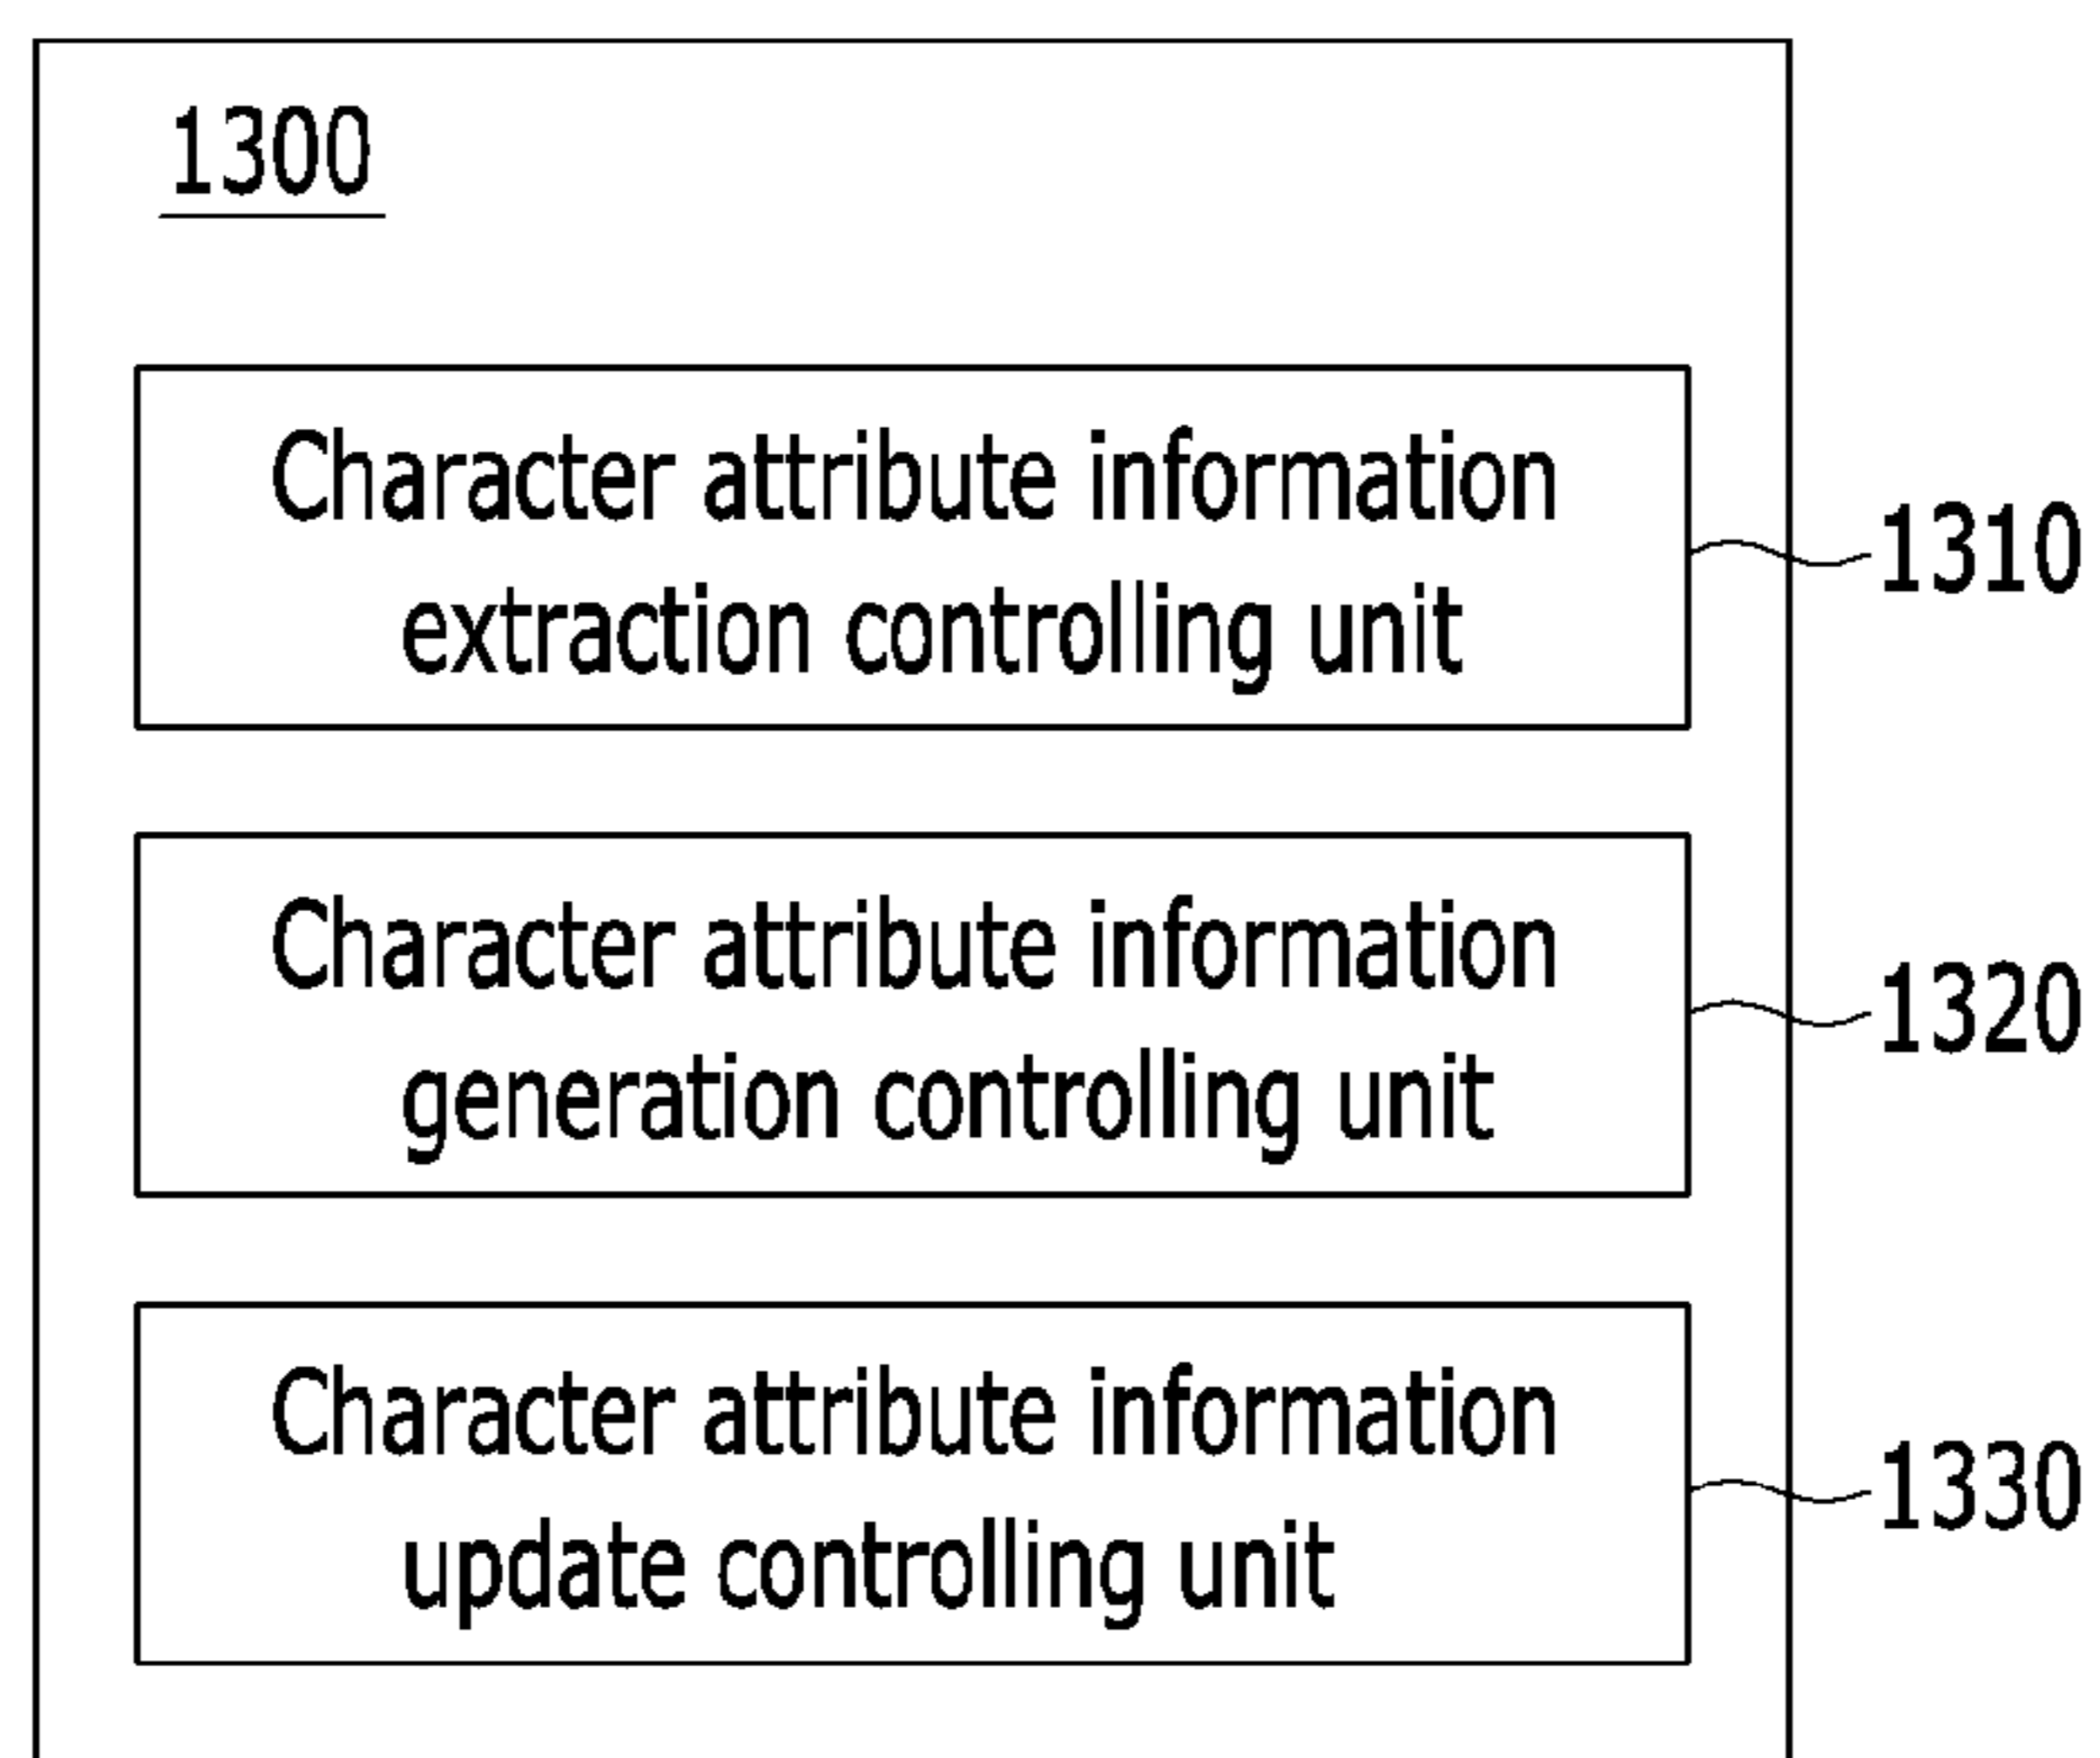 1300
Character attribute information
extraction controlling unit
1310
Character attribute information
generation controlling unit
1320
Character attribute information
update controlling unit
1330